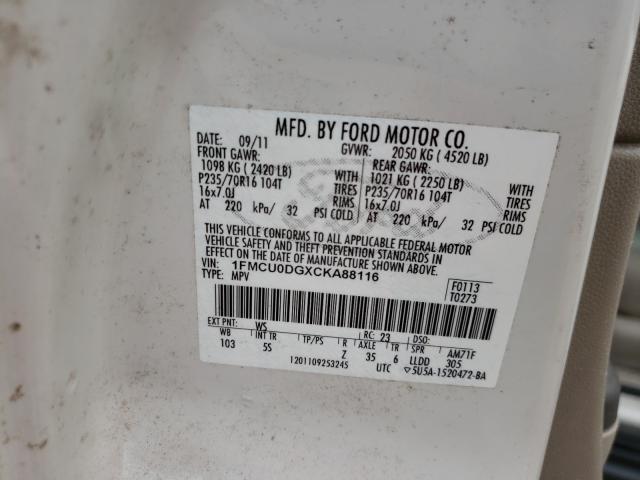 MFD. BY FORD MOTOR CO.
DATE: 09/11 GVWR: 2050 KG ( 4520 LB)
FRONT GAWR: REAR GAWR:
1098 KG ( 2420 LB) WITH 1021 KG ( 2250 LB) WITH
P235/70R16 104T TIRES P235/70R16 104T TIRES
16x7.0J RIMS 16x7.0J RIMS
AT 220 kPa/ 32 PSI COLD AT 220 kPa/ 32 PSI COLD
THIS VEHICLE CONFORMS TO ALL APPLICABLE FEDERAL MOTOR
VEHICLE SAFETY AND THEFT PREVENTION STANDARDS IN
EFFECT ON THE DATE OF MANUFACTURE SHOWN ABOVE.
VIN: 1FMCU0DGXCKA88116
TYPE: MPV
F0113
T0273
EXT PNT: WS RC: 23 DSO:
WB INT TR TP/PS R AXLE TR SPR AM71F
103 5S Z 35 6 LLDD 305
1201109253245 UTC ▽5U5A-1520472-BA